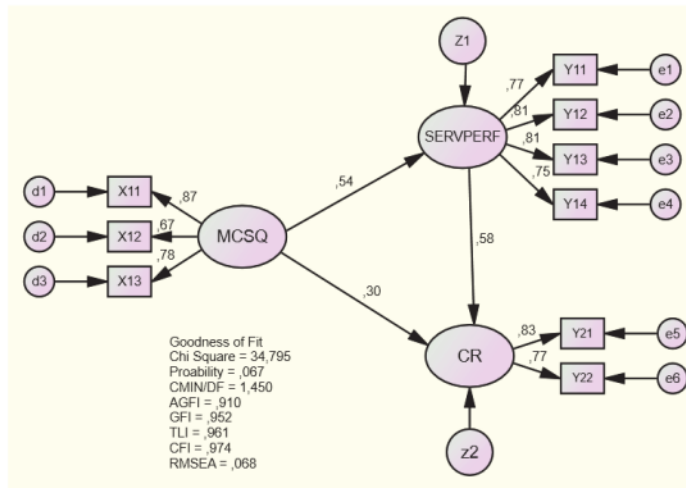 Z1
Y11
e1
,77
Y12
e2
,81
SERVPERF
,81
Y13
e3
,75
Y14
e4
d1
X11
,87
,54
d2
X12
,67
MCSQ
d3
X13
,78
,58
,30
Goodness of Fit
Chi Square = 34,795
Proability = ,067
CMIN/DF = 1,450
AGFI = ,910
GFI = ,952
TLI = ,961
CFI = ,974
RMSEA = ,068
CR
,83
Y21
e5
,77
Y22
e6
z2